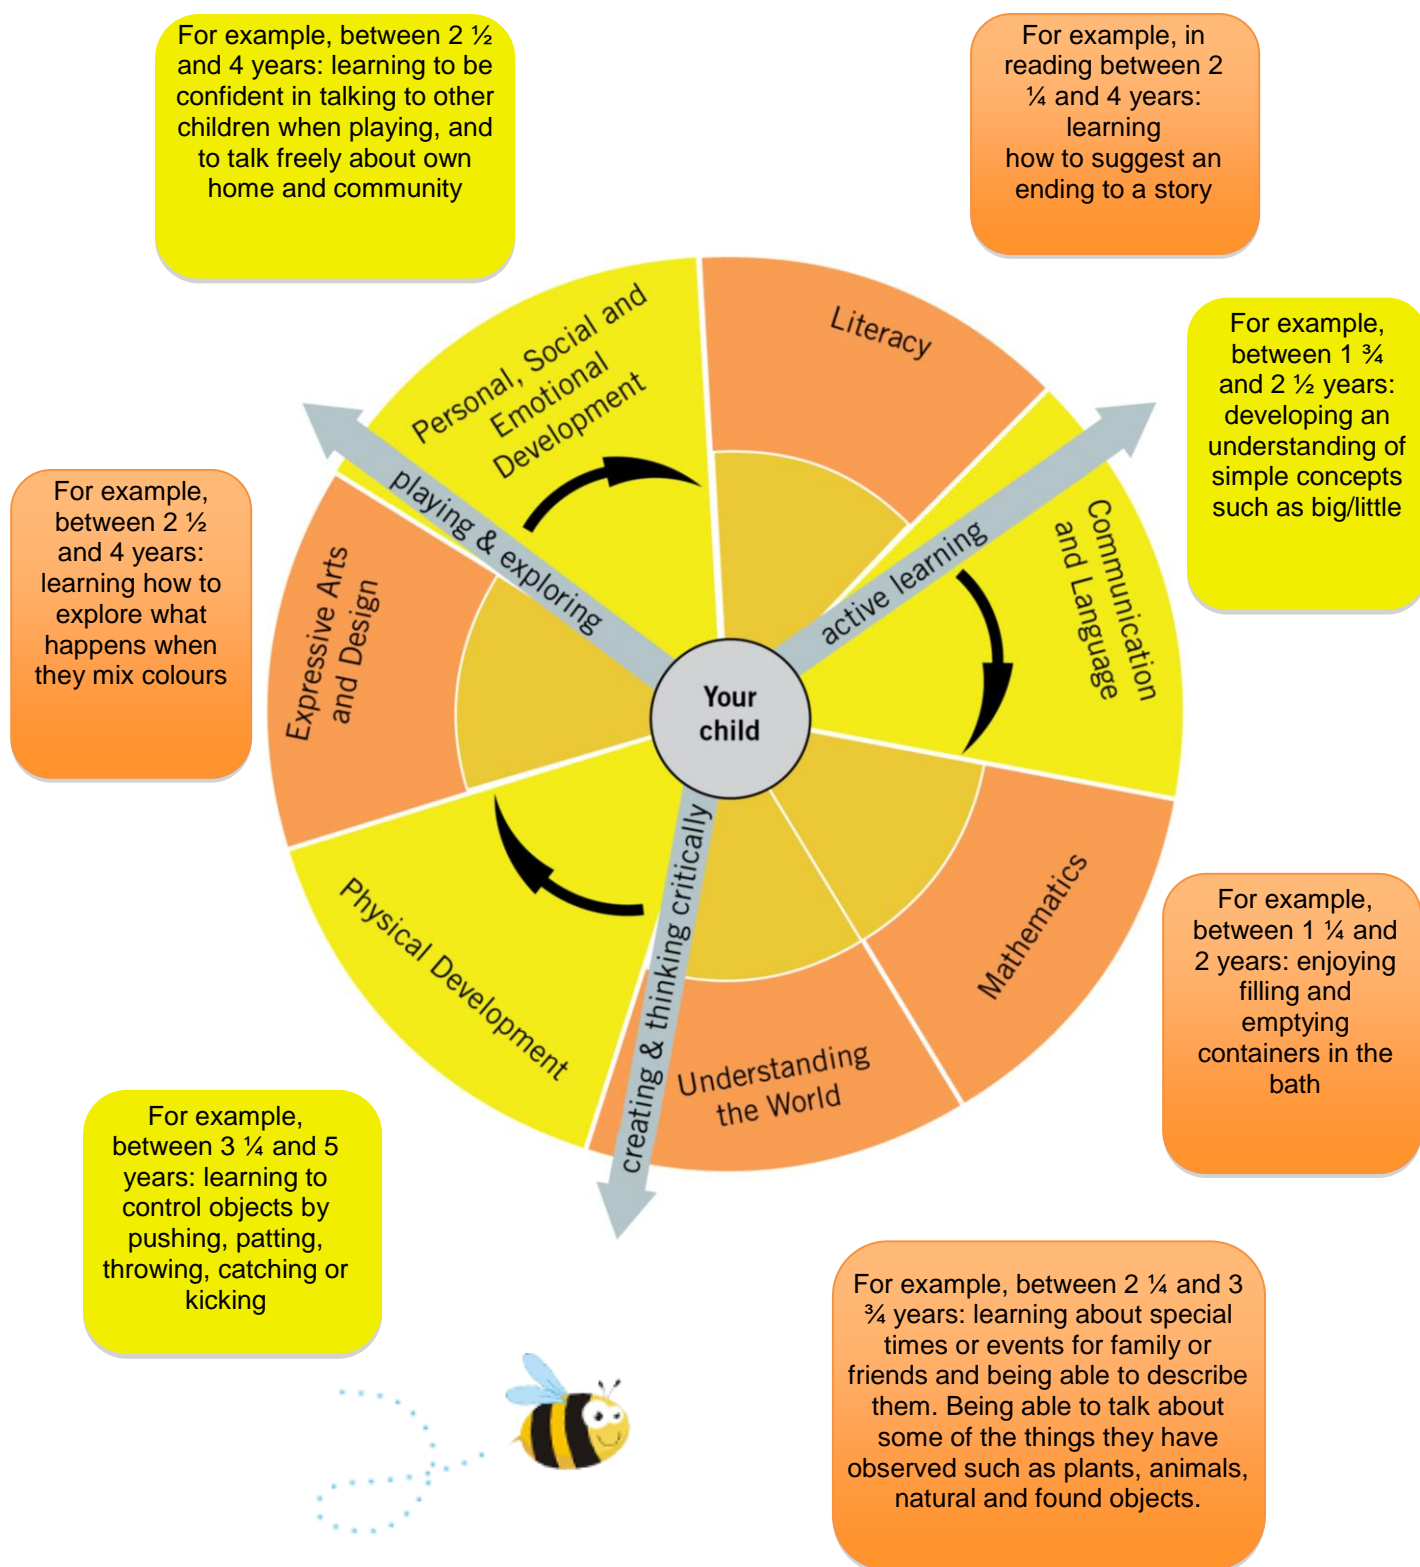 For example, between 2 ½
and 4 years: learning to be
confident in talking to other
children when playing, and
to talk freely about own
home and community
For example, in
reading between 2
¼ and 4 years:
learning
how to suggest an
ending to a story
For example,
between 1 ¾
and 2 ½ years:
developing an
understanding of
simple concepts
such as big/little
For example,
between 2 ½
and 4 years:
learning how to
explore what
happens when
they mix colours
Personal, Social and
Emotional
Development
Literacy
Communication
and Language
playing & exploring
active learning
Expressive Arts
and Design
Your
child
creating & thinking critically
Physical Development
Understanding
the World
Mathematics
For example,
between 1 ¼ and
2 years: enjoying
filling and
emptying
containers in the
bath
For example,
between 3 ¼ and 5
years: learning to
control objects by
pushing, patting,
throwing, catching or
kicking
For example, between 2 ¼ and 3
¾ years: learning about special
times or events for family or
friends and being able to describe
them. Being able to talk about
some of the things they have
observed such as plants, animals,
natural and found objects.